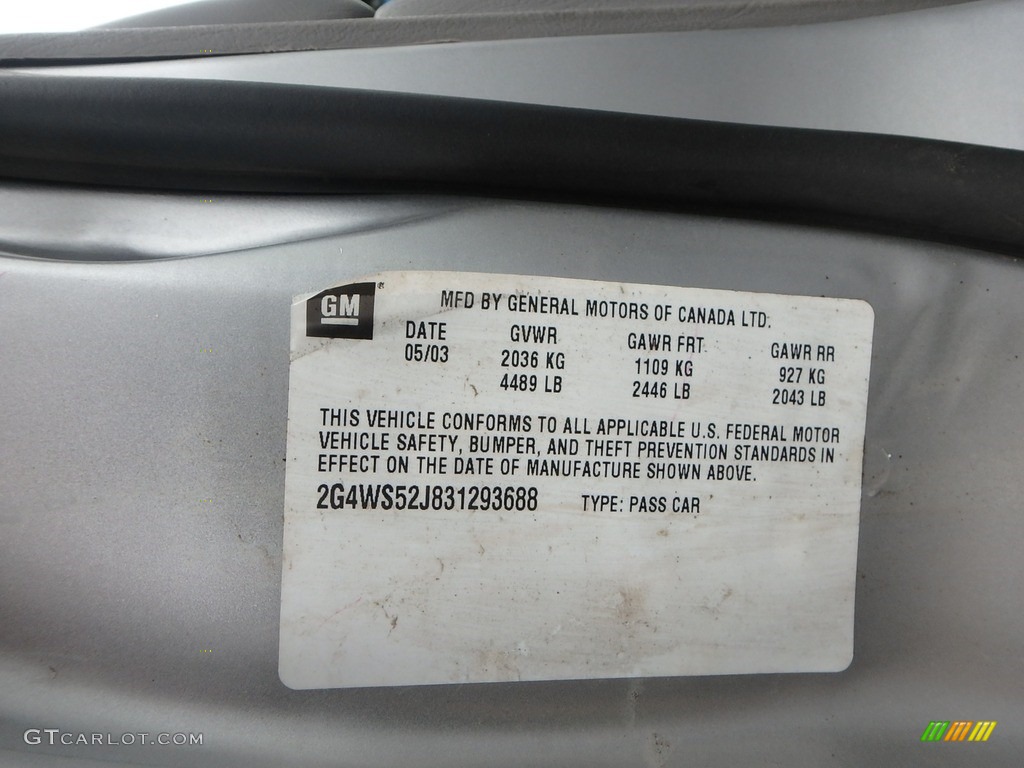 GM®
MFD BY GENERAL MOTORS OF CANADA LTD.
DATE GVWR GAWR FRT GAWR RR
05/03 2036 KG 1109 KG 927 KG
4489 LB 2446 LB 2043 LB
THIS VEHICLE CONFORMS TO ALL APPLICABLE U.S. FEDERAL MOTOR
VEHICLE SAFETY, BUMPER, AND THEFT PREVENTION STANDARDS IN
EFFECT ON THE DATE OF MANUFACTURE SHOWN ABOVE.
2G4WS52J831293688 TYPE: PASS CAR
GTCARLOT.COM